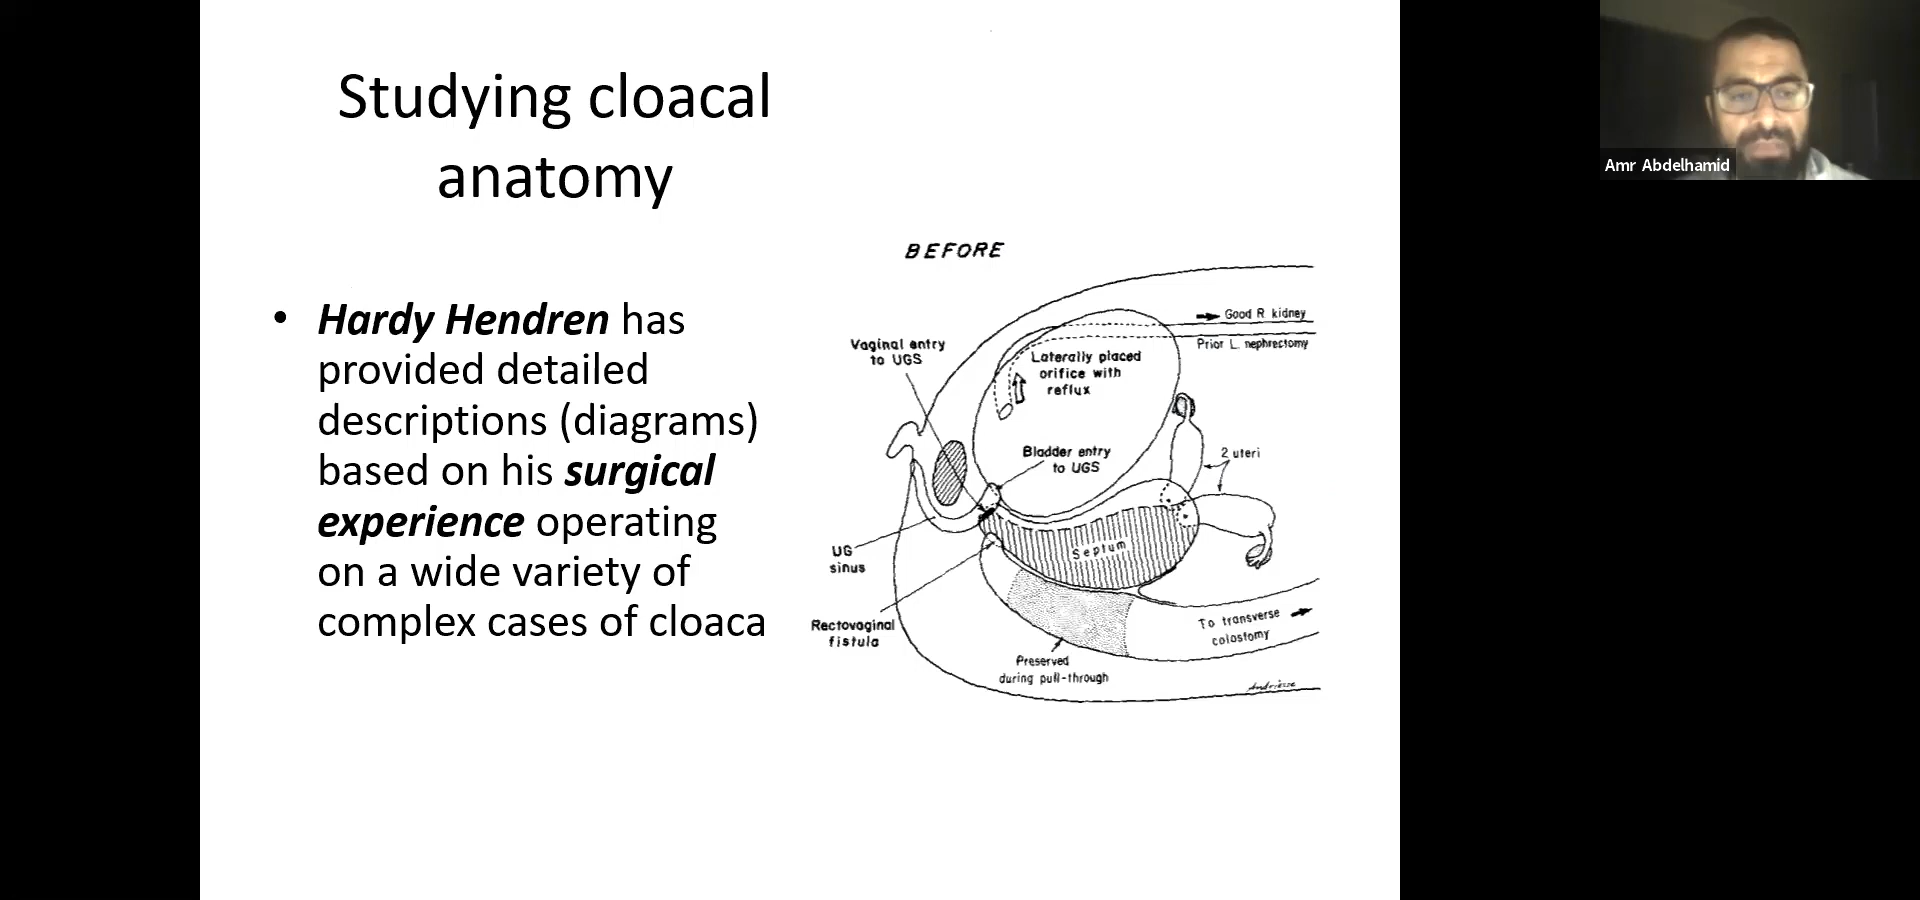 Studying cloacal
anatomy
• Hardy Hendren has
provided detailed
descriptions (diagrams)
based on his surgical
experience operating
on a wide variety of
complex cases of cloaca
BEFORE
Good R. kidney
Prior L. nephrectomy
Vaginal entry
to UGS
Laterally placed
orifice with
reflux
Bladder entry
to UGS
2 uteri
Septum
UG
sinus
Rectovaginal
fistula
To transverse
colostomy
Preserved
during pull-through
Andriesse
Amr Abdelhamid